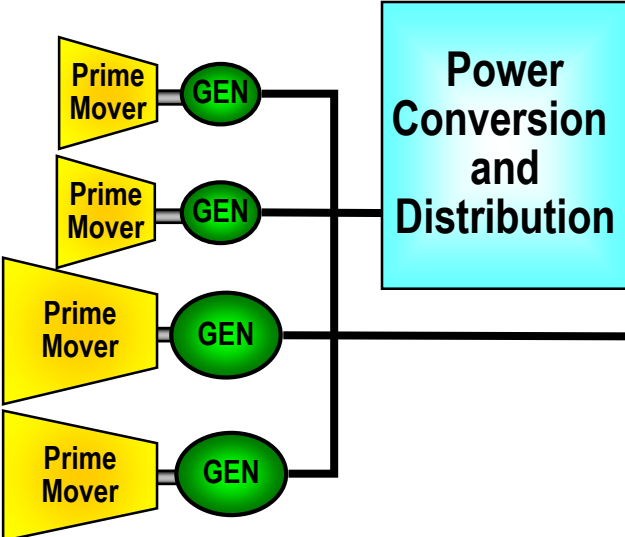 Prime
Mover
GEN
Power
Conversion
and
Distribution
Prime
Mover
GEN
Prime
Mover
GEN
Prime
Mover
GEN